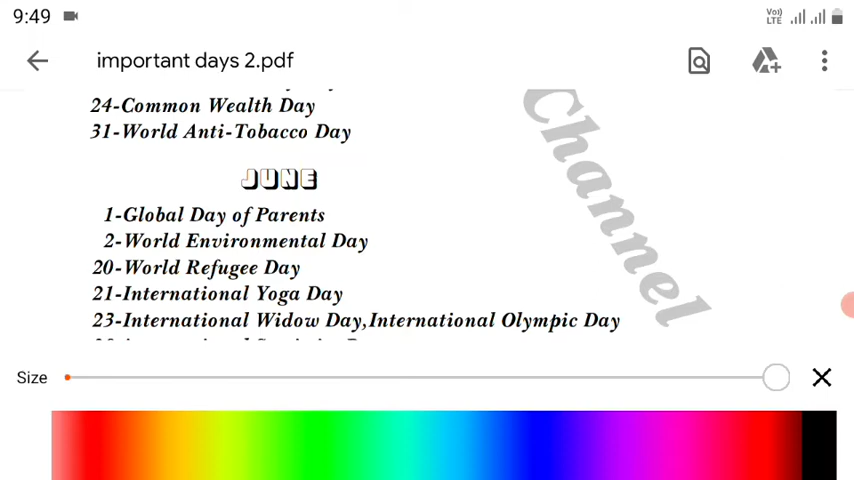 9:49
Vo)) LTE
important days 2.pdf
24-Common Wealth Day
31-World Anti-Tobacco Day
JUNE
1-Global Day of Parents
2-World Environmental Day
20-World Refugee Day
21-International Yoga Day
23-International Widow Day,International Olympic Day
Channel
Size